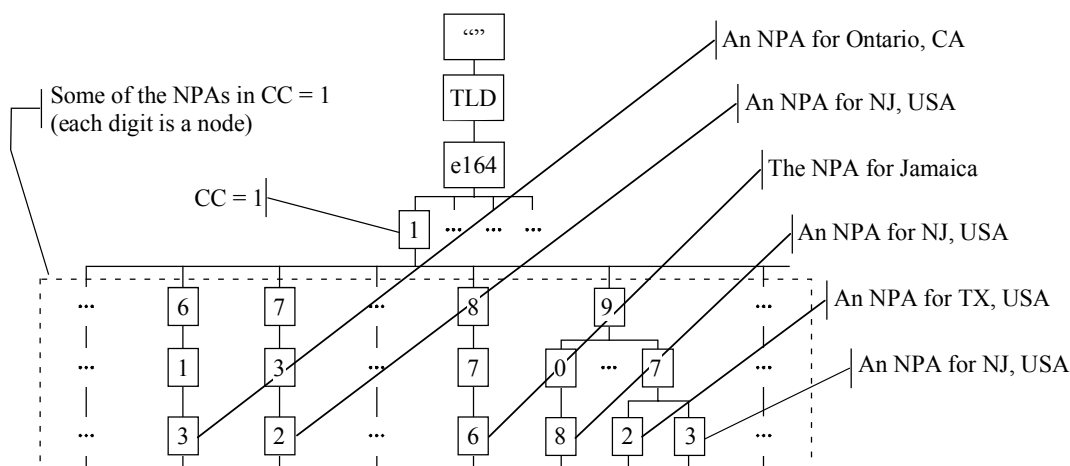 “”
An NPA for Ontario, CA
Some of the NPAs in CC = 1
(each digit is a node)
TLD
An NPA for NJ, USA
e164
The NPA for Jamaica
CC = 1
1 ... ... ...
An NPA for NJ, USA
... 6 7 ... 8 9 ...
An NPA for TX, USA
... 1 3 ... 7 0 ... 7 ...
An NPA for NJ, USA
... 3 2 ... 6 8 2 3 ...